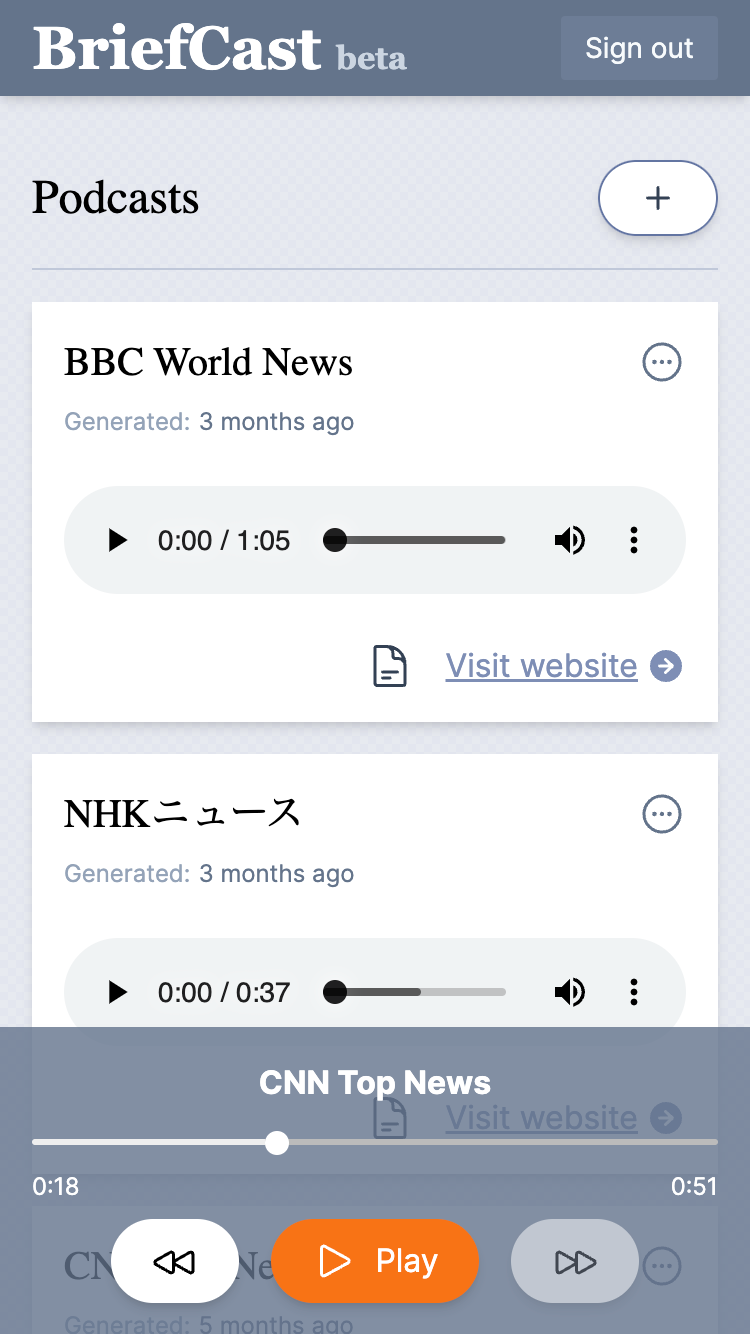 BriefCast beta
Sign out
Podcasts
BBC World News
Generated: 3 months ago
0:00 / 1:05
Visit website
NHKニュース
Generated: 3 months ago
0:00 / 0:37
CNN Top News
Visit website
0:18
0:51
CN
Ne
Play
Generated: 5 months ago